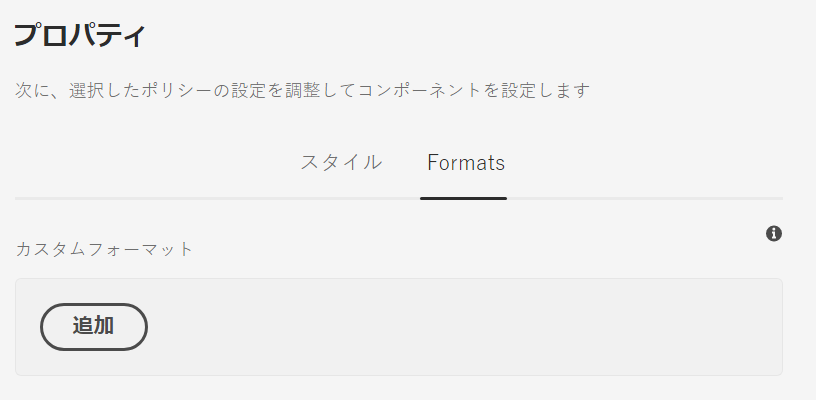 プロパティ
次に、選択したポリシーの設定を調整してコンポーネントを設定します
スタイル Formats
カスタムフォーマット
追加